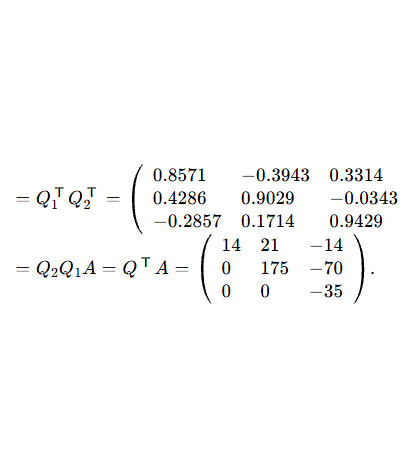 = Q₁ᵀ Q₂ᵀ = ( 0.8571 −0.3943 0.3314
0.4286 0.9029 −0.0343
−0.2857 0.1714 0.9429
= Q₂Q₁A = Qᵀ A = ( 14 21 −14
0 175 −70
0 0 −35 ) .